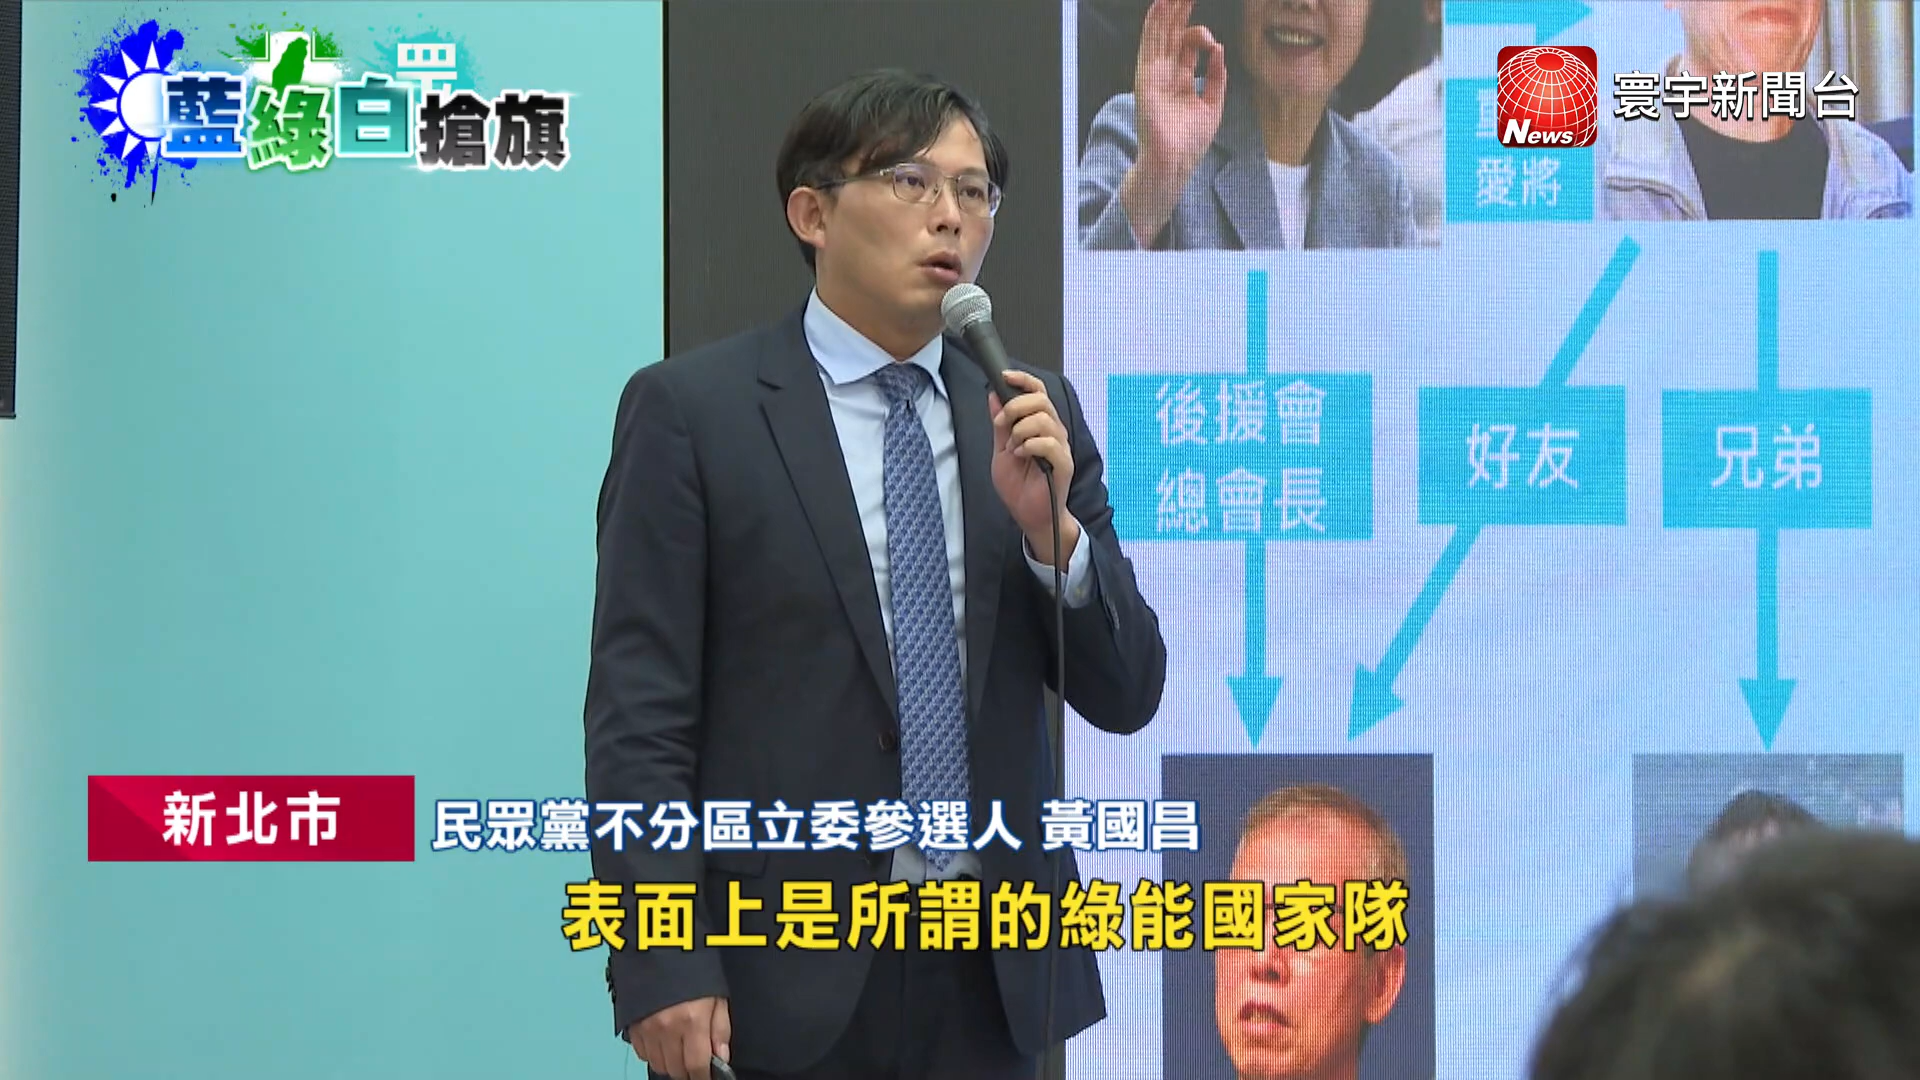 眾
藍綠白搶旗
News
寰宇新聞台
愛將
後援會
總會長
好友
兄弟
新北市
民眾黨不分區立委參選人 黃國昌
表面上是所謂的綠能國家隊